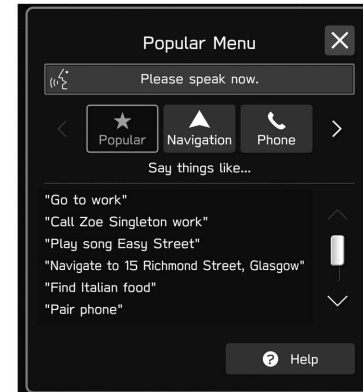 Popular Menu
Please speak now.
Popular
Navigation
Phone
Say things like...
"Go to work"
"Call Zoe Singleton work"
"Play song Easy Street"
"Navigate to 15 Richmond Street, Glasgow"
"Find Italian food"
"Pair phone"
? Help